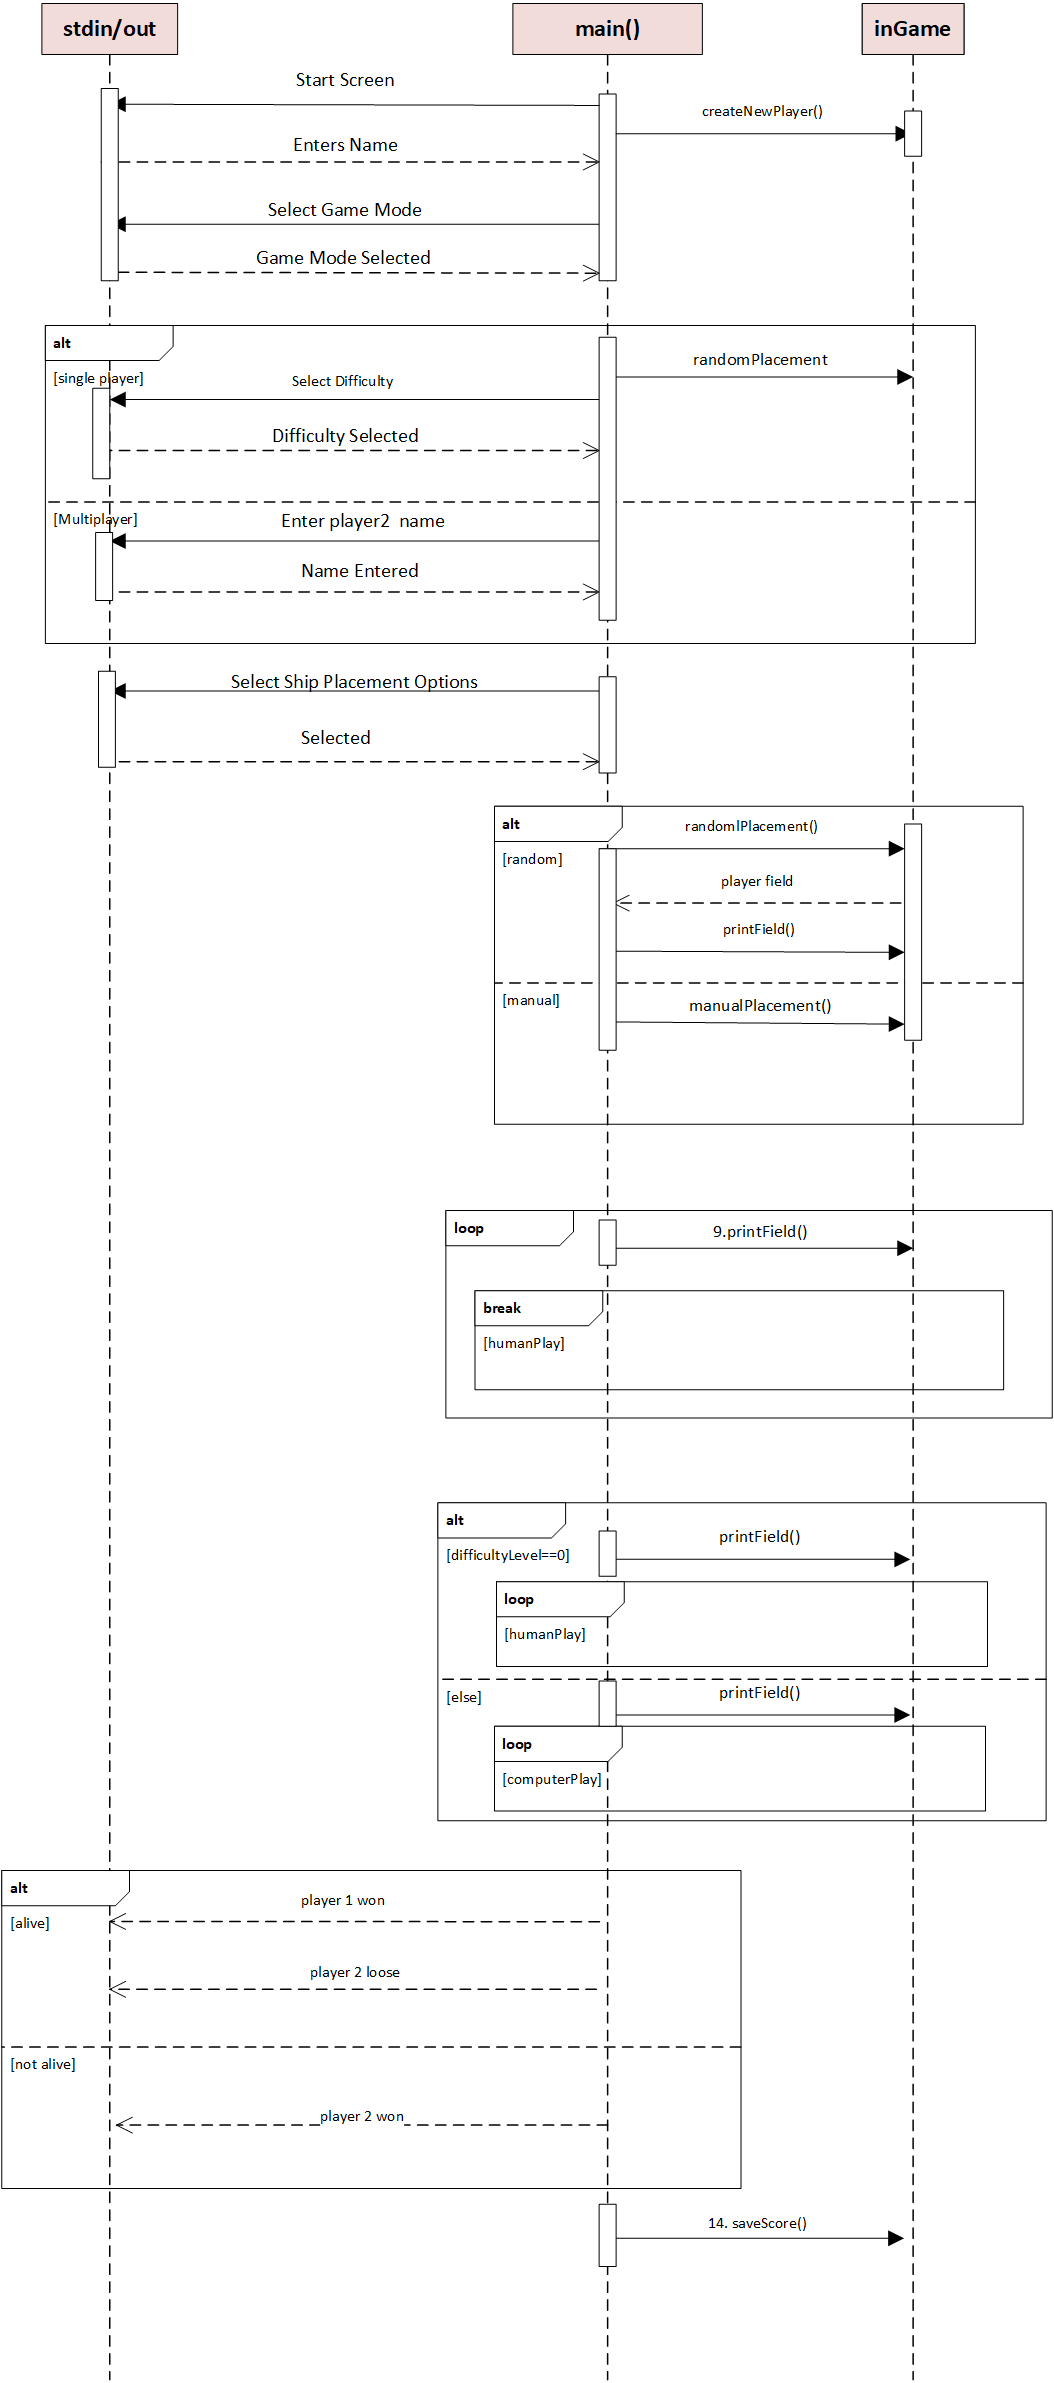 stdin/out
main()
inGame
Start Screen
createNewPlayer()
Enters Name
Select Game Mode
Game Mode Selected
alt
[single player]
randomPlacement
Select Difficulty
Difficulty Selected
[Multiplayer]
Enter player2  name
Name Entered
Select Ship Placement Options
Selected
alt
randomlPlacement()
[random]
player field
printField()
[manual]
manualPlacement()
loop
9.printField()
break
[humanPlay]
alt
printField()
[difficultyLevel==0]
loop
[humanPlay]
printField()
[else]
loop
[computerPlay]
alt
player 1 won
[alive]
player 2 loose
[not alive]
player 2 won
14. saveScore()